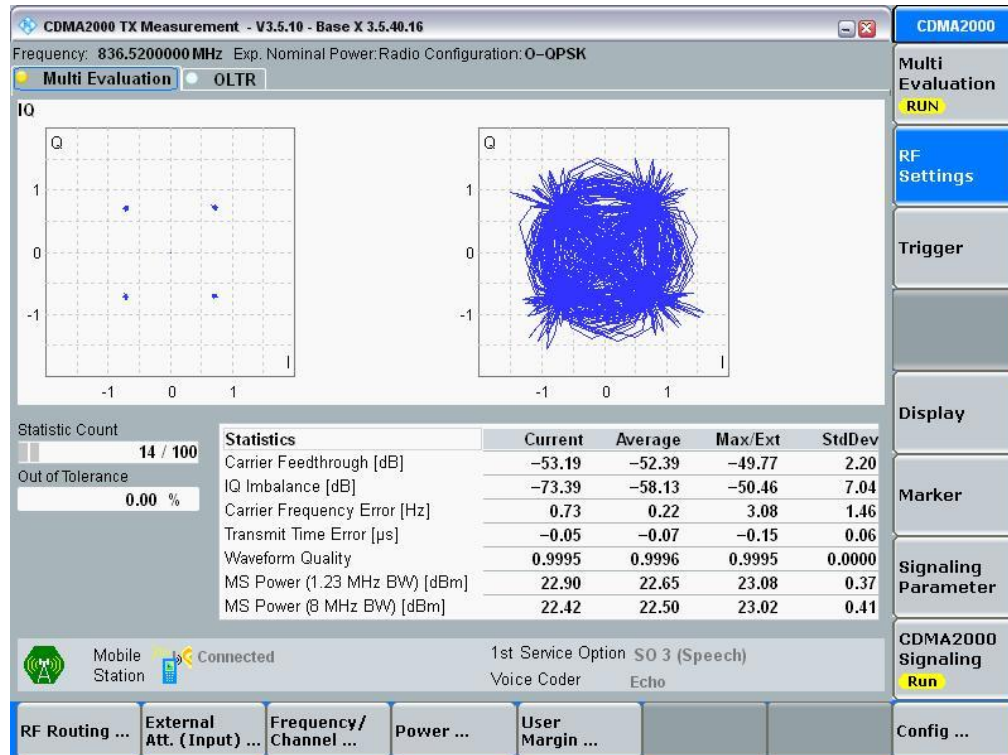 CDMA2000 TX Measurement - V3.5.10 - Base X 3.5.40.16
CDMA2000
Frequency: 836.5200000 MHz Exp. Nominal Power: Radio Configuration: O-QPSK
Multi Evaluation OLTR
Multi
Evaluation
RUN
IQ
Q
1
0
-1
I
-1 0 1
Q
1
0
-1
I
-1 0 1
RF
Settings
Trigger
Display
Marker
Signaling
Parameter
CDMA2000
Signaling
Run
Statistic Count
14 / 100
Out of Tolerance
0.00 %
Statistics Current Average Max/Ext StdDev
Carrier Feedthrough [dB] -53.19 -52.39 -49.77 2.20
IQ Imbalance [dB] -73.39 -58.13 -50.46 7.04
Carrier Frequency Error [Hz] 0.73 0.22 3.08 1.46
Transmit Time Error [µs] -0.05 -0.07 -0.15 0.06
Waveform Quality 0.9995 0.9996 0.9995 0.0000
MS Power (1.23 MHz BW) [dBm] 22.90 22.65 23.08 0.37
MS Power (8 MHz BW) [dBm] 22.42 22.50 23.02 0.41
Mobile
Station
Connected
1st Service Option SO 3 (Speech)
Voice Coder Echo
RF Routing ...
External
Att. (Input) ...
Frequency/
Channel ...
Power ...
User
Margin ...
Config ...